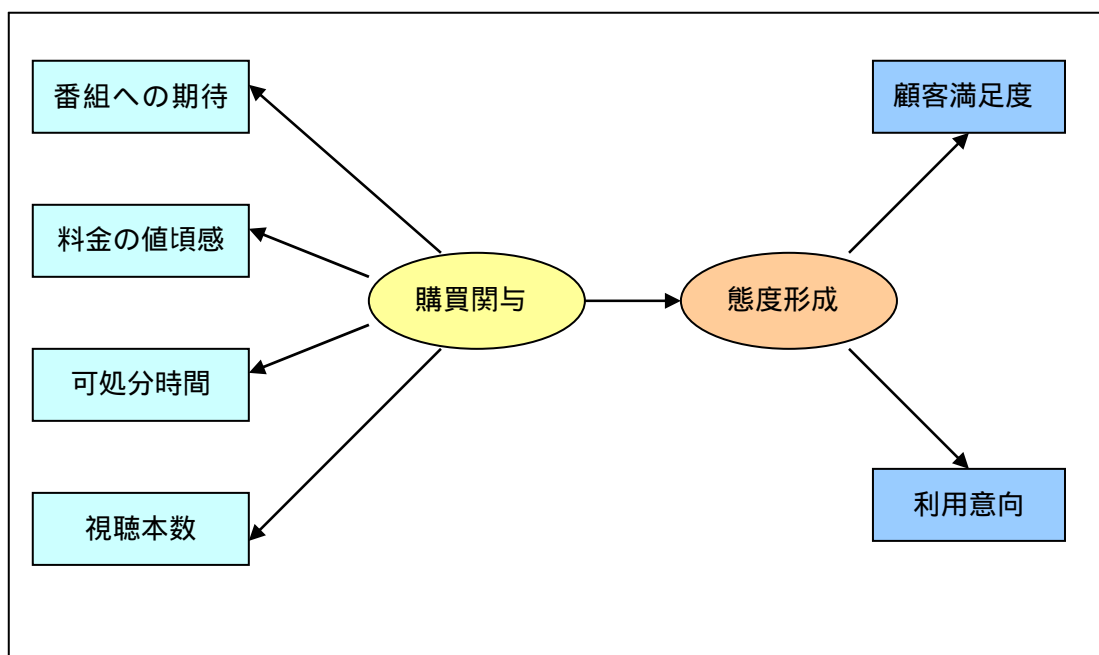 番組への期待
料金の値頃感
可処分時間
視聴本数
購買関与
態度形成
顧客満足度
利用意向